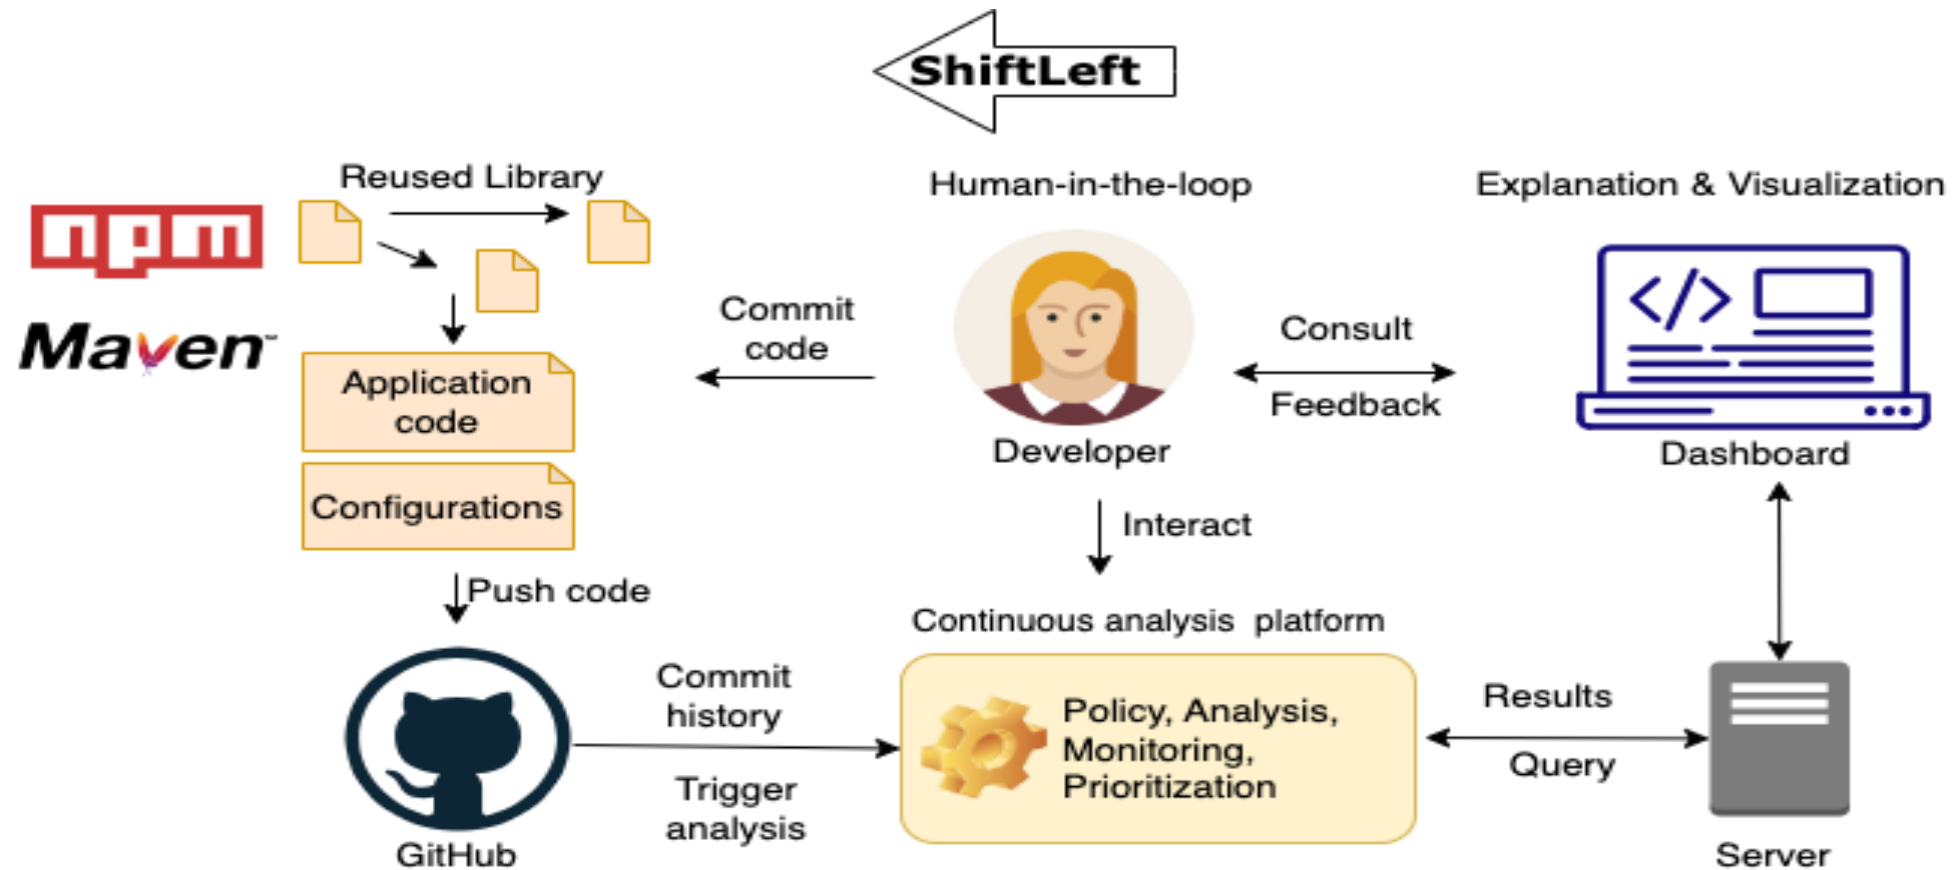 ShiftLeft
Reused Library
npm
Maven™
Application
code
Configurations
Push code
GitHub
Commit
code
Human-in-the-loop
Developer
Interact
Consult
Feedback
Explanation & Visualization
</>
Dashboard
Commit
history
Trigger
analysis
Continuous analysis platform
Policy, Analysis,
Monitoring,
Prioritization
Results
Query
Server